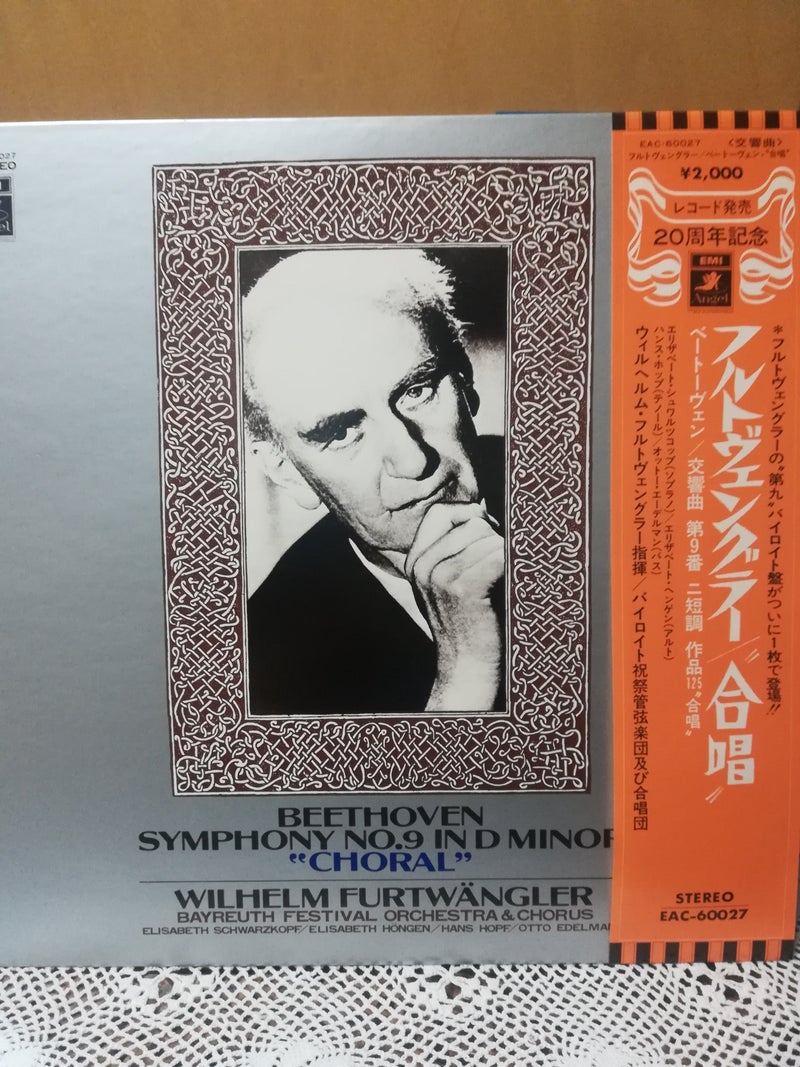 027
EO
EMI
Angel
BEETHOVEN
SYMPHONY NO.9 IN D MINOR
“CHORAL”
WILHELM FURTWÄNGLER
BAYREUTH FESTIVAL ORCHESTRA & CHORUS
ELISABETH SCHWARZKOPF/ELISABETH HÖNGEN/HANS HOPF/OTTO EDELMAN
EAC-60027 〈交響曲〉
フルトヴェングラー/ベートーヴェン・“合唱”
¥2,000
レコード発売
20周年記念
EMI
Angel
*フルトヴェングラーの“第九”バイロイト盤がついに1枚で登場!!
フルトヴェングラー/“合唱”
ベートーヴェン/交響曲 第9番 ニ短調 作品125“合唱”
エリザベート・シュワルツコップ(ソプラノ)/エリザベート・ヘンゲン(アルト)
ハンス・ホップ(テノール)/オットー・エーデルマン(バス)
ウィルヘルム・フルトヴェングラー指揮/バイロイト祝祭管弦楽団及び合唱団
STEREO
EAC-60027